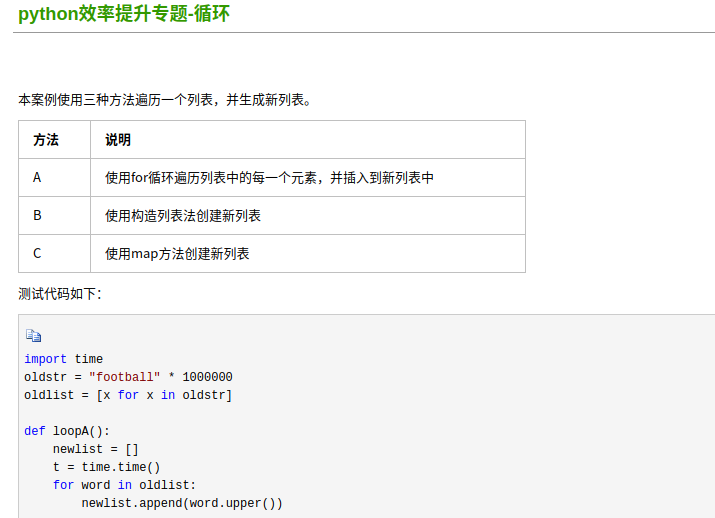 python效率提升专题-循环
本案例使用三种方法遍历一个列表，并生成新列表。
方法 说明
A 使用for循环遍历列表中的每一个元素，并插入到新列表中
B 使用构造列表法创建新列表
C 使用map方法创建新列表
测试代码如下：
import time
oldstr = "football" * 1000000
oldlist = [x for x in oldstr]
def loopA():
    newlist = []
    t = time.time()
    for word in oldlist:
        newlist.append(word.upper())